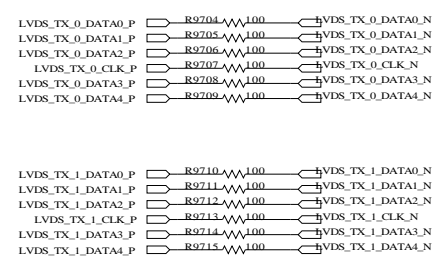 LVDS_TX_0_DATA0_P R9704 100 LVDS_TX_0_DATA0_N
LVDS_TX_0_DATA1_P R9705 100 LVDS_TX_0_DATA1_N
LVDS_TX_0_DATA2_P R9706 100 LVDS_TX_0_DATA2_N
LVDS_TX_0_CLK_P R9707 100 LVDS_TX_0_CLK_N
LVDS_TX_0_DATA3_P R9708 100 LVDS_TX_0_DATA3_N
LVDS_TX_0_DATA4_P R9709 100 LVDS_TX_0_DATA4_N
LVDS_TX_1_DATA0_P R9710 100 LVDS_TX_1_DATA0_N
LVDS_TX_1_DATA1_P R9711 100 LVDS_TX_1_DATA1_N
LVDS_TX_1_DATA2_P R9712 100 LVDS_TX_1_DATA2_N
LVDS_TX_1_CLK_P R9713 100 LVDS_TX_1_CLK_N
LVDS_TX_1_DATA3_P R9714 100 LVDS_TX_1_DATA3_N
LVDS_TX_1_DATA4_P R9715 100 LVDS_TX_1_DATA4_N